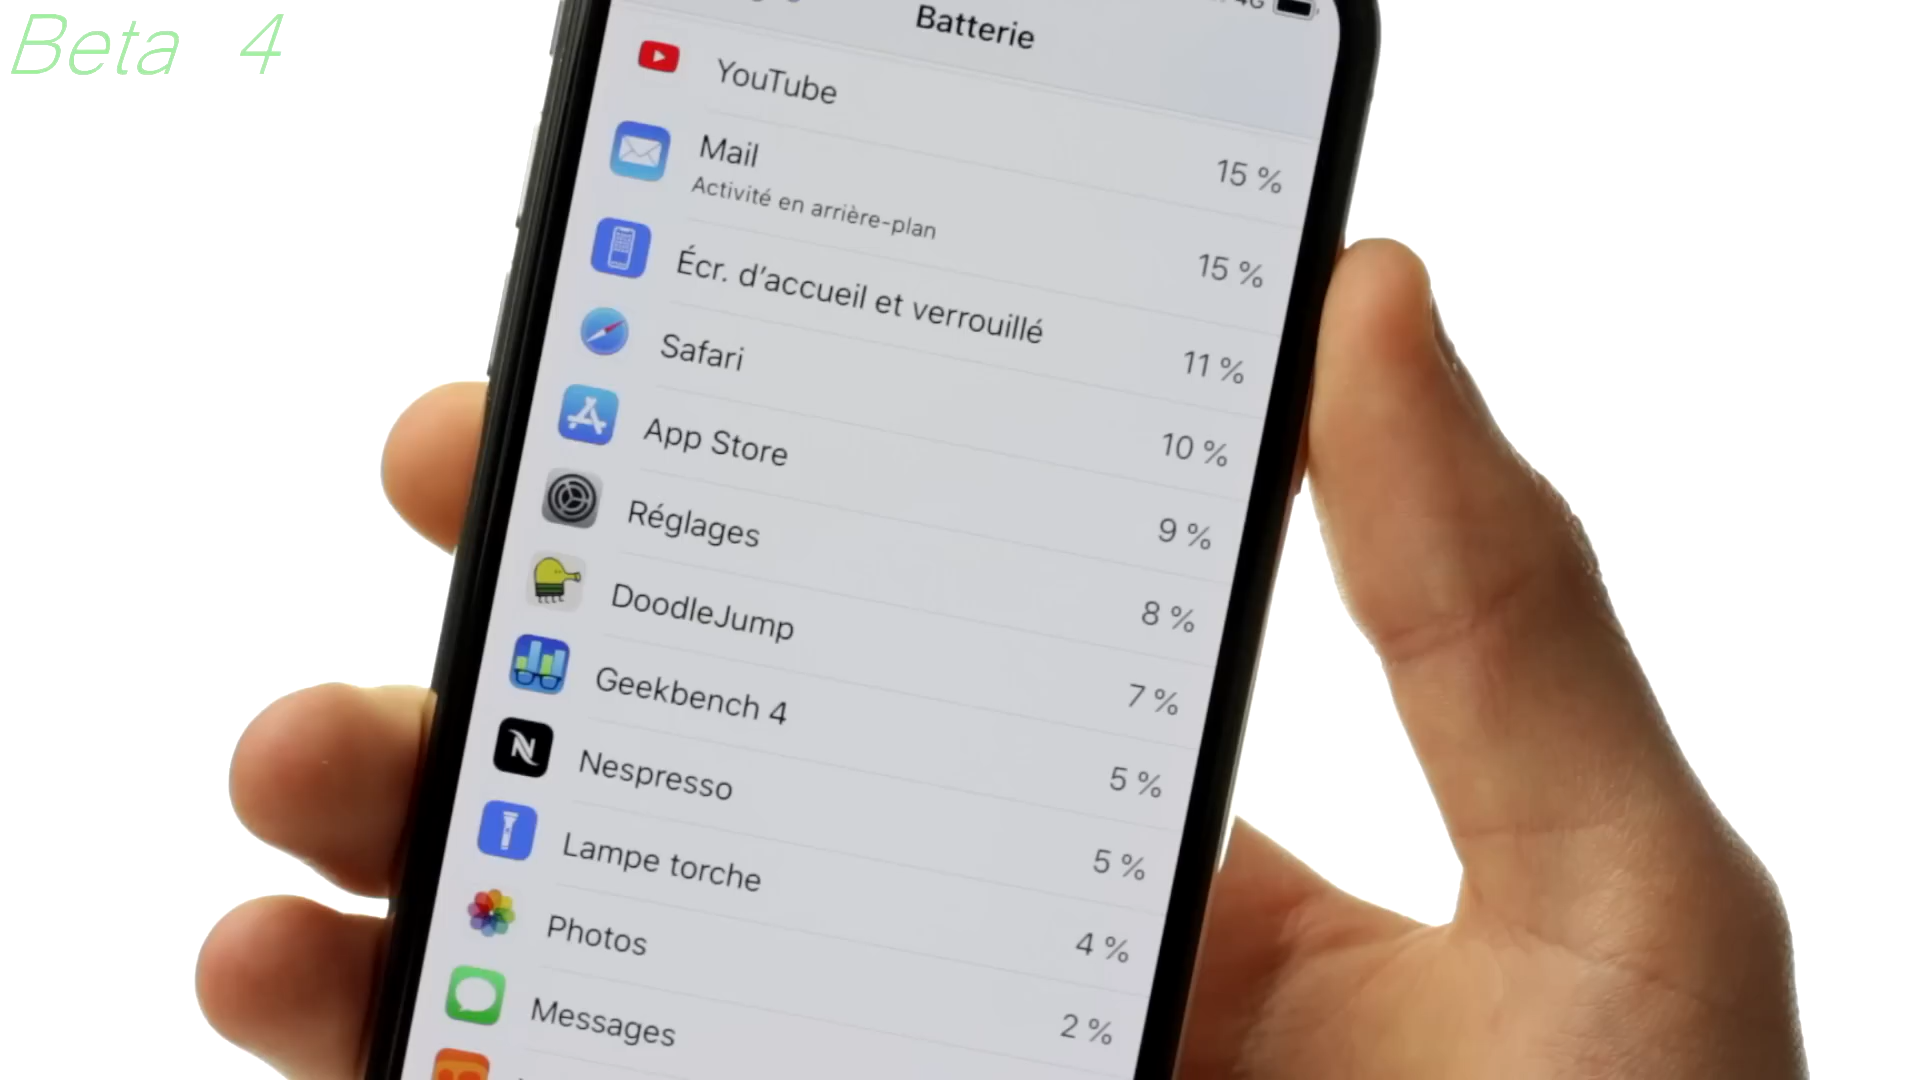 Beta 4
4G
Batterie
YouTube 15 %
Mail 15 %
Activité en arrière-plan
Écr. d’accueil et verrouillé 11 %
Safari 10 %
App Store 9 %
Réglages 8 %
DoodleJump 7 %
Geekbench 4 5 %
Nespresso 5 %
Lampe torche 4 %
Photos 2 %
Messages